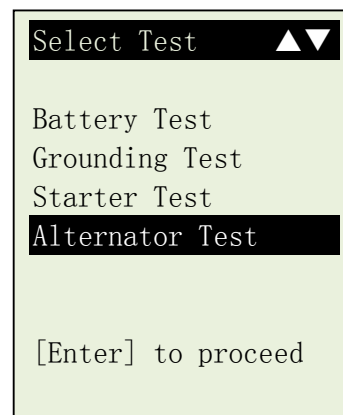 Select Test ▲▼
Battery Test
Grounding Test
Starter Test
Alternator Test
[Enter] to proceed